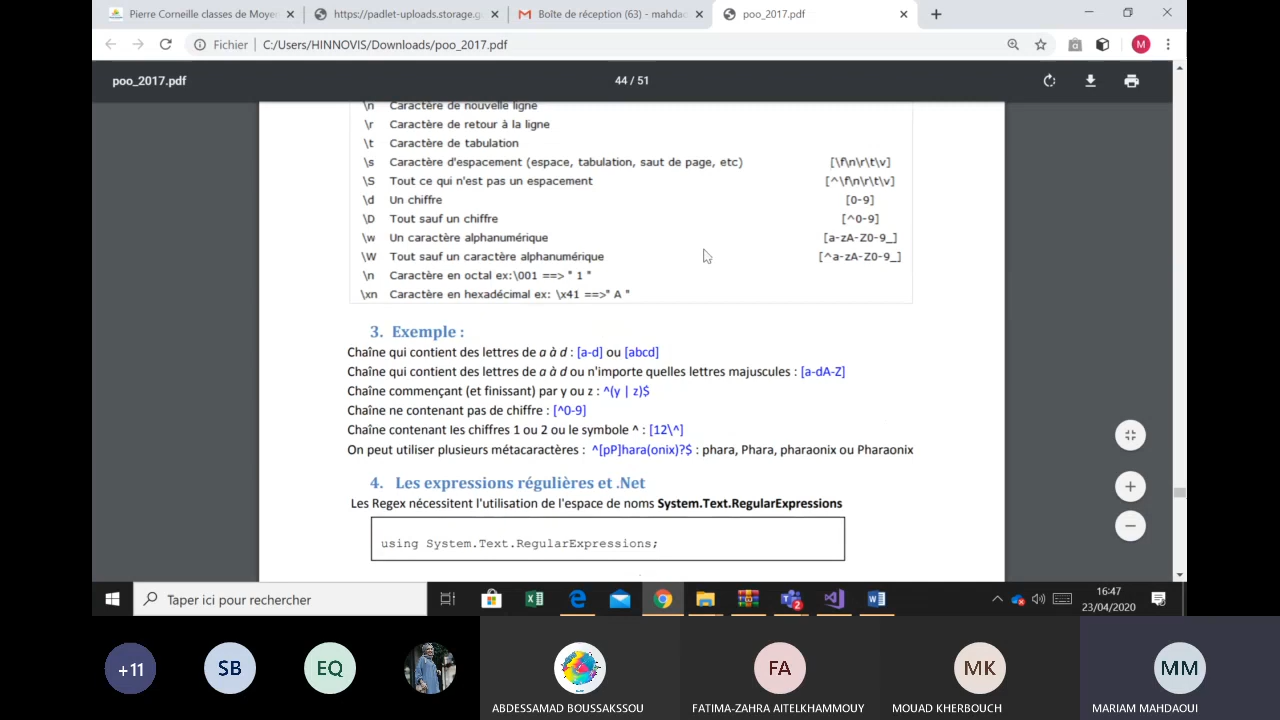 Pierre Corneille classes de Moye
https://padlet-uploads.storage.g
Boîte de réception (63) - mahdao
poo_2017.pdf
Fichier
C:/Users/HINNOVIS/Downloads/poo_2017.pdf
M
poo_2017.pdf
44 / 51
\n Caractère de nouvelle ligne
\r Caractère de retour à la ligne
\t Caractère de tabulation
\s Caractère d'espacement (espace, tabulation, saut de page, etc) [\f\n\r\t\v]
\S Tout ce qui n'est pas un espacement [^\f\n\r\t\v]
\d Un chiffre [0-9]
\D Tout sauf un chiffre [^0-9]
\w Un caractère alphanumérique [a-zA-Z0-9_]
\W Tout sauf un caractère alphanumérique [^a-zA-Z0-9_]
\n Caractère en octal ex:\001 ==> " 1 "
\xn Caractère en hexadécimal ex: \x41 ==>" A "
3. Exemple :
Chaîne qui contient des lettres de a à d : [a-d] ou [abcd]
Chaîne qui contient des lettres de a à d ou n'importe quelles lettres majuscules : [a-dA-Z]
Chaîne commençant (et finissant) par y ou z : ^(y | z)$
Chaîne ne contenant pas de chiffre : [^0-9]
Chaîne contenant les chiffres 1 ou 2 ou le symbole ^ : [12\^]
On peut utiliser plusieurs métacaractères : ^[pP]hara(onix)?$ : phara, Phara, pharaonix ou Pharaonix
4. Les expressions régulières et .Net
Les Regex nécessitent l'utilisation de l'espace de noms System.Text.RegularExpressions
using System.Text.RegularExpressions;
Taper ici pour rechercher
2
16:47
23/04/2020
+11
SB
EQ
FA
MK
MM
ABDESSAMAD BOUSSAKSSOU
FATIMA-ZAHRA AITELKHAMMOUY
MOUAD KHERBOUCH
MARIAM MAHDAOUI